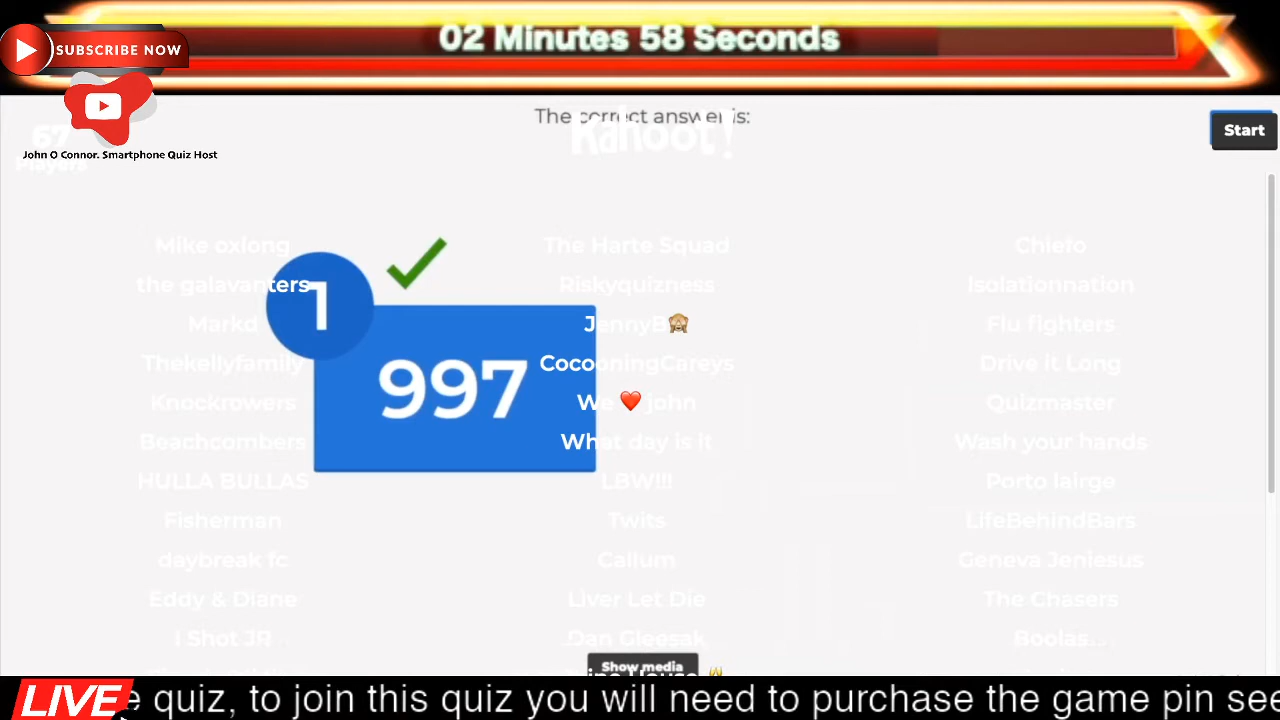 02 Minutes 58 Seconds
SUBSCRIBE NOW
The correct answer is:
Kahoot!
Start
67
Players
John O Connor. Smartphone Quiz Host
Mike oxlong
The Harte Squad
Chiefo
the galavanters
Riskyquizness
Isolationnation
1
Markd
JennyB🙈
Flu fighters
Thekellyfamily
CocooningCareys
Drive it Long
997
Knockrowers
We ❤️ john
Quizmaster
Beachcombers
What day is it
Wash your hands
HULLA BULLAS
LBW!!!
Porto lairge
Fisherman
Twits
LifeBehindBars
daybreak fc
Callum
Geneva Jeniesus
Eddy & Diane
Liver Let Die
The Chasers
I Shot JR
Dan Gleesak
Boolas...
Show media
LIVE
e quiz, to join this quiz you will need to purchase the game pin see